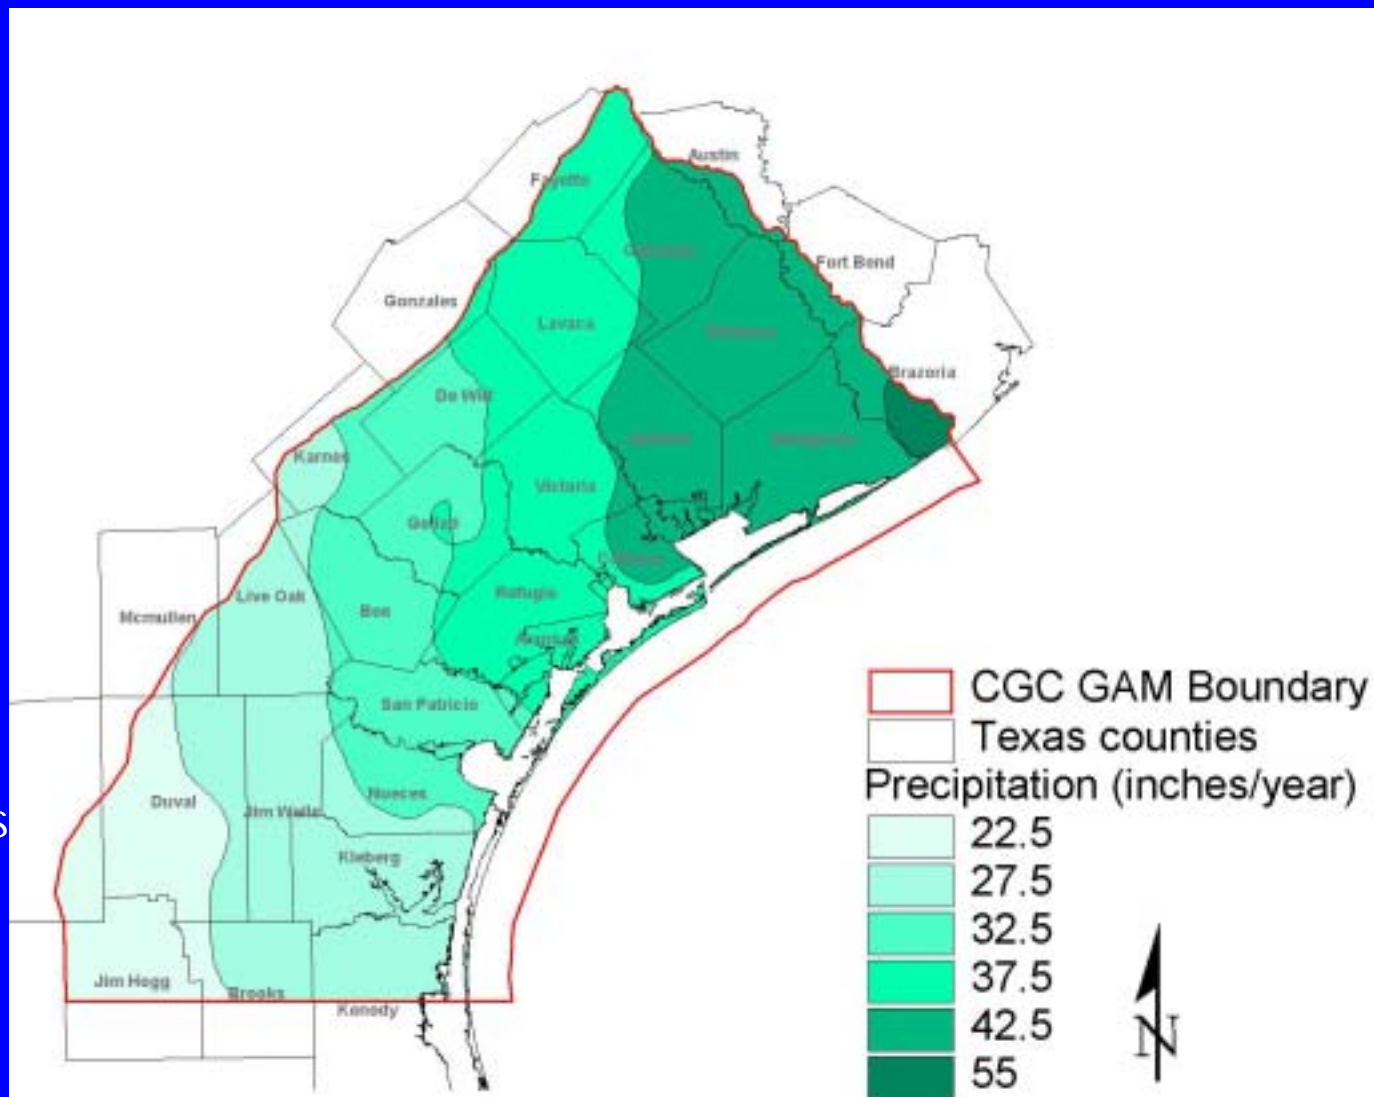 Austin
Fayette
Fort Bend
Gonzales
Lavaca
Brazoria
De Witt
Karnes
Victoria
Goliad
Live Oak
Bee
Refugio
Mcmullen
Aransas
San Patricio
Duval
Jim Wells
Nueces
Kleberg
Jim Hogg
Brooks
Kenedy
S
CGC GAM Boundary
Texas counties
Precipitation (inches/year)
22.5
27.5
32.5
37.5
42.5
55
N